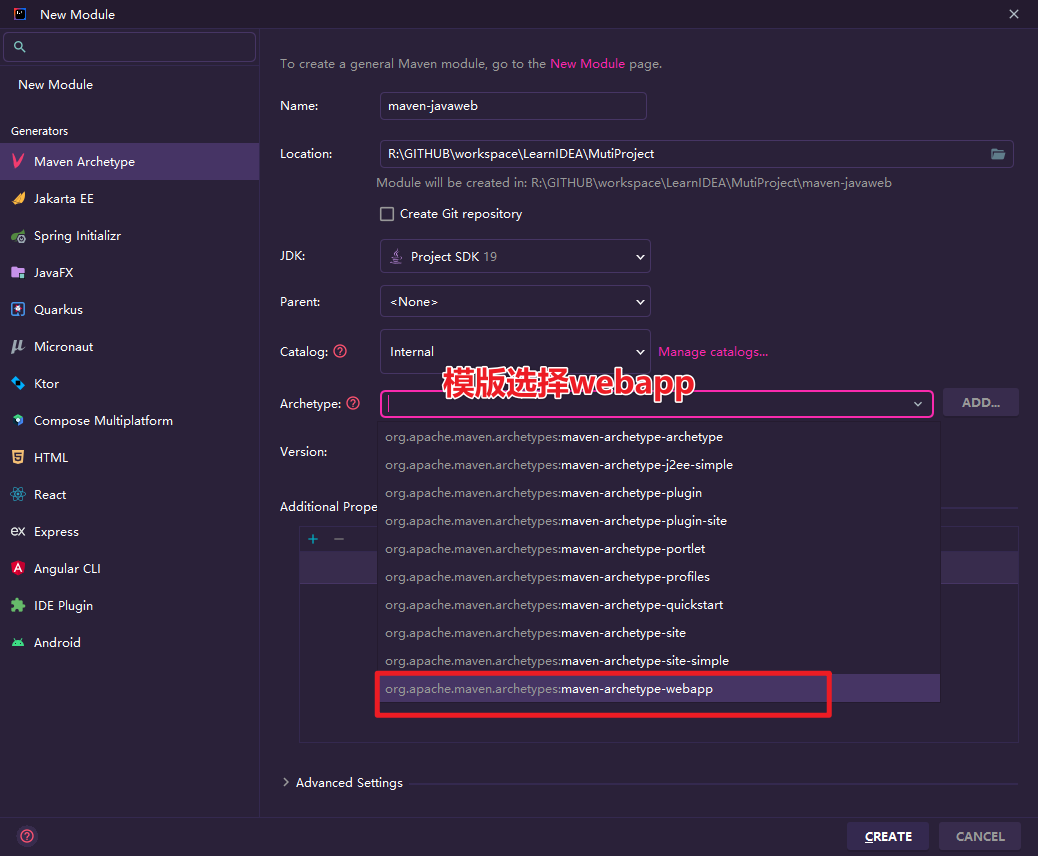 New Module
New Module
Generators
Maven Archetype
Jakarta EE
Spring Initializr
JavaFX
Quarkus
Micronaut
Ktor
Compose Multiplatform
HTML
React
Express
Angular CLI
IDE Plugin
Android
To create a general Maven module, go to the New Module page.
Name:
maven-javaweb
Location:
R:\GITHUB\workspace\LearnIDEA\MutiProject
Module will be created in: R:\GITHUB\workspace\LearnIDEA\MutiProject\maven-javaweb
Create Git repository
JDK:
Project SDK 19
Parent:
<None>
Catalog:
Internal
Manage catalogs...
模版选择webapp
Archetype:
ADD...
org.apache.maven.archetypes:maven-archetype-archetype
org.apache.maven.archetypes:maven-archetype-j2ee-simple
org.apache.maven.archetypes:maven-archetype-plugin
org.apache.maven.archetypes:maven-archetype-plugin-site
org.apache.maven.archetypes:maven-archetype-portlet
org.apache.maven.archetypes:maven-archetype-profiles
org.apache.maven.archetypes:maven-archetype-quickstart
org.apache.maven.archetypes:maven-archetype-site
org.apache.maven.archetypes:maven-archetype-site-simple
org.apache.maven.archetypes:maven-archetype-webapp
Version:
Additional Prope
Advanced Settings
CREATE
CANCEL